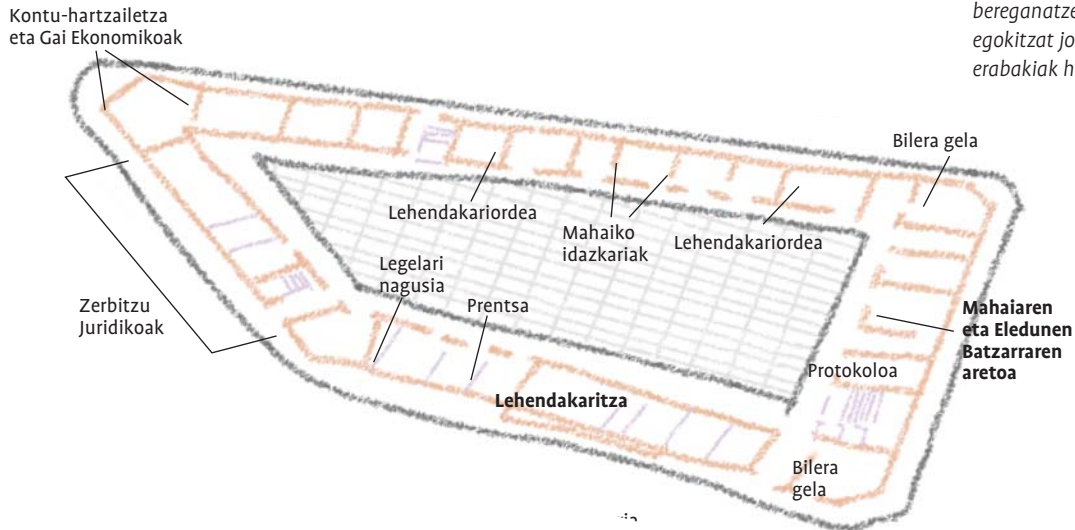 Kontu-hartzailetza
eta Gai Ekonomikoak
bereganatze
egokitzat jo
erabakiak h
Bilera gela
Lehendakariordea
Mahaiko
idazkariak
Lehendakariordea
Legelari
nagusia
Prentsa
Zerbitzu
Juridikoak
Mahaiaren
eta Eledunen
Batzarraren
aretoa
Protokoloa
Lehendakaritza
Bilera
gela